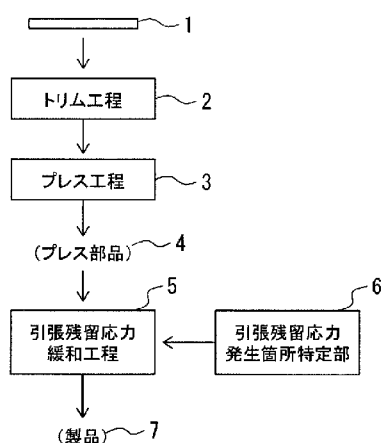 1
トリム工程
2
プレス工程
3
(プレス部品)
4
5
6
引張残留応力
緩和工程
引張残留応力
発生箇所特定部
(製品)
7